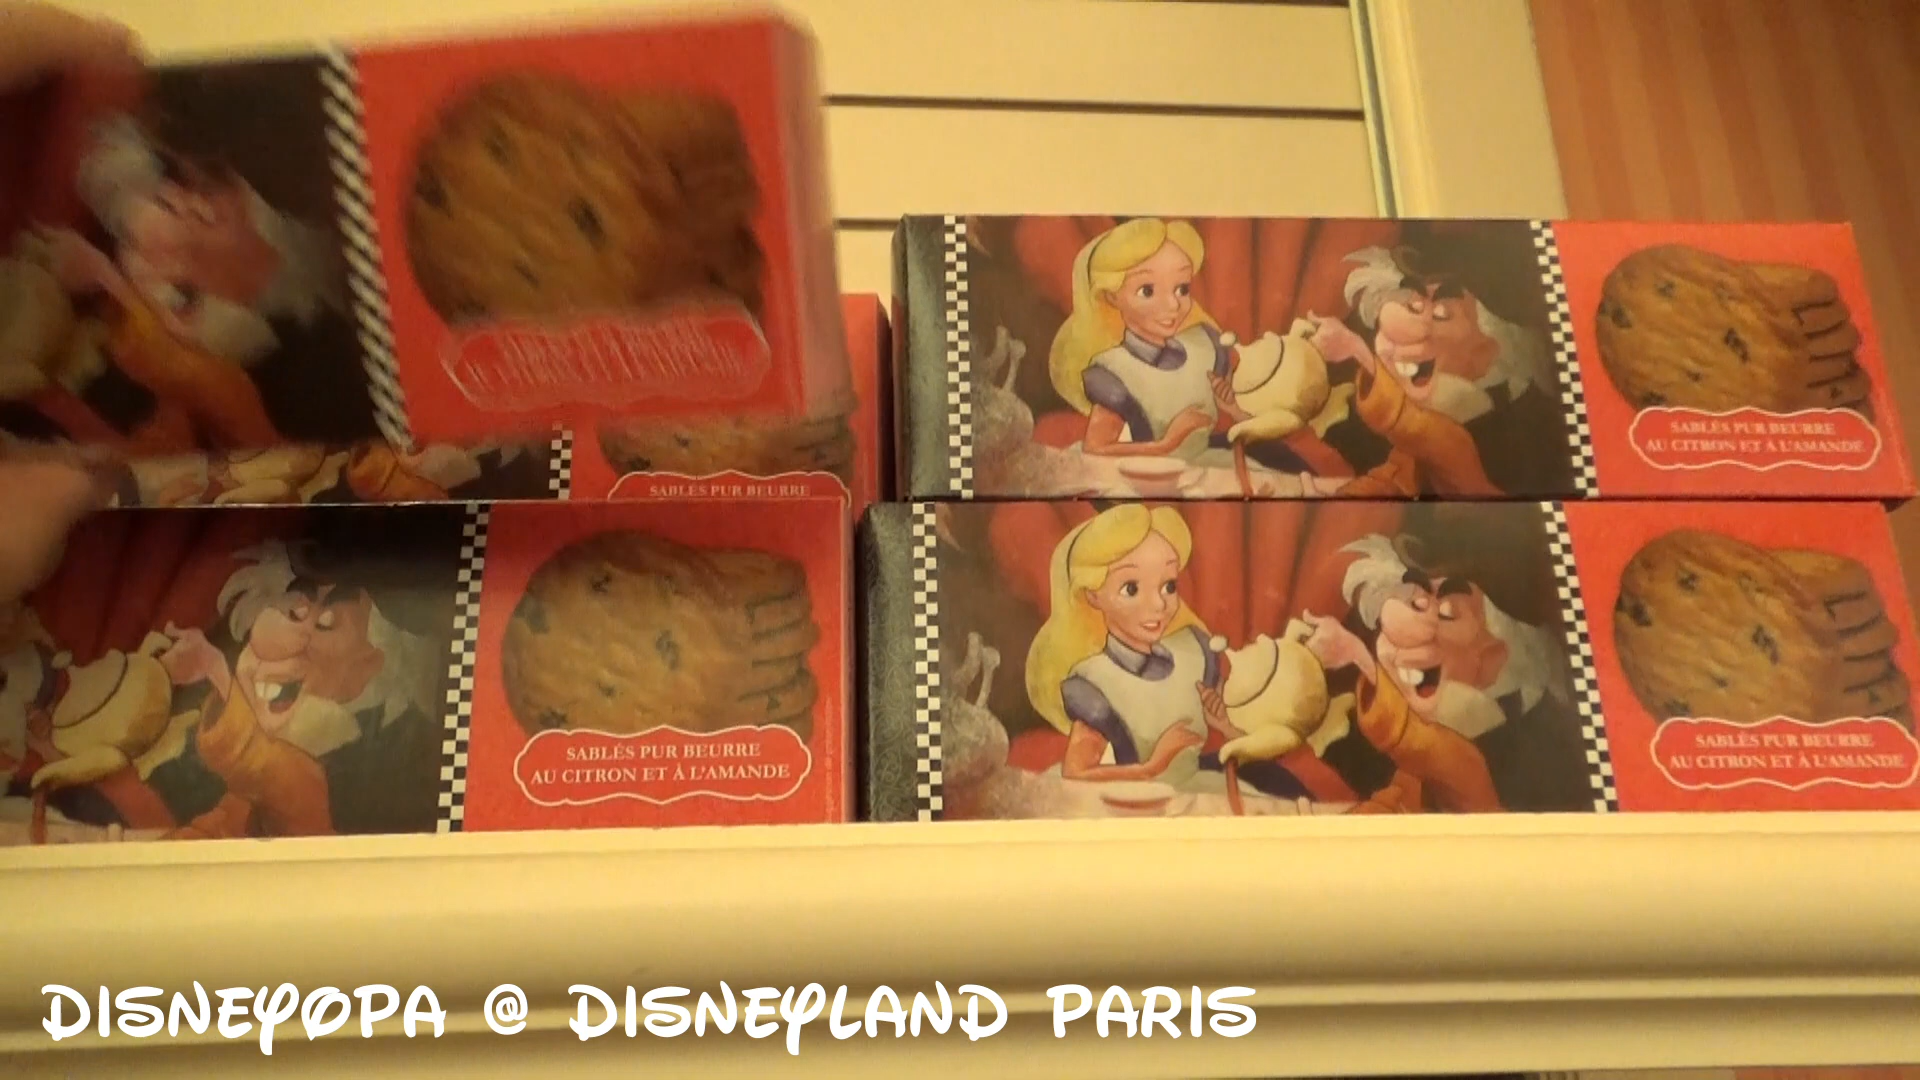 SABLÉS PUR BEURRE
AU CITRON ET À L'AMANDE
SABLÉS PUR BEURRE
SABLÉS PUR BEURRE
AU CITRON ET À L'AMANDE
SABLÉS PUR BEURRE
AU CITRON ET À L'AMANDE
DISNEYOPA @ DISNEYLAND PARIS